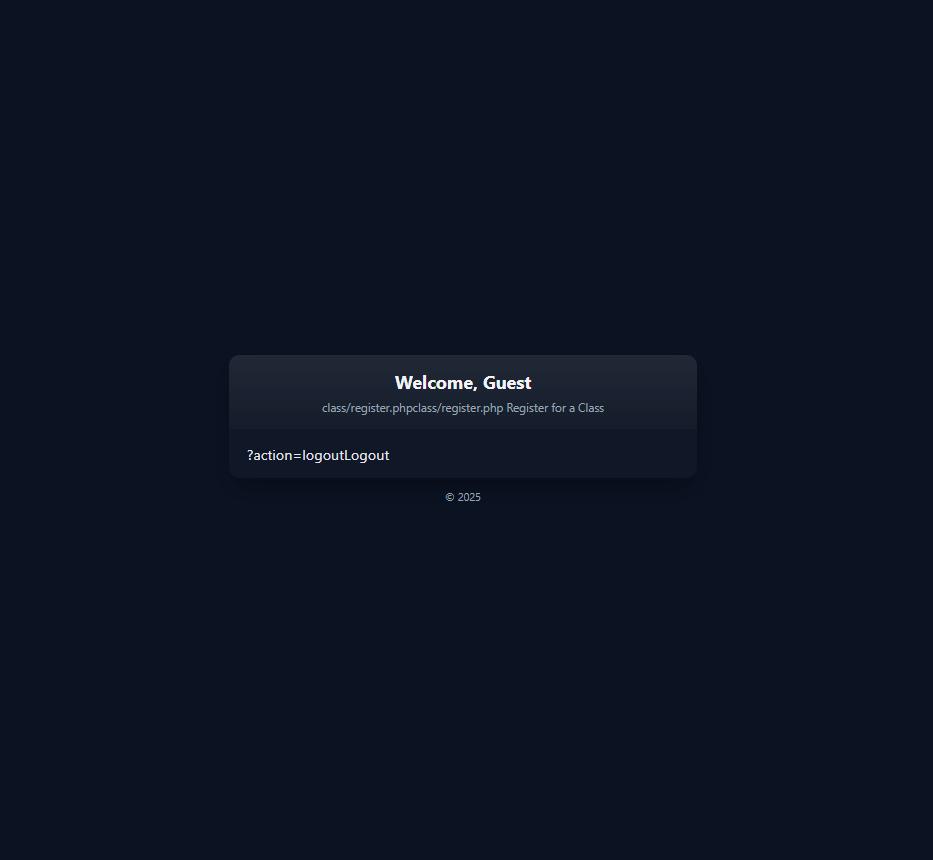 Welcome, Guest
class/register.phpclass/register.php Register for a Class
?action=logoutLogout
© 2025